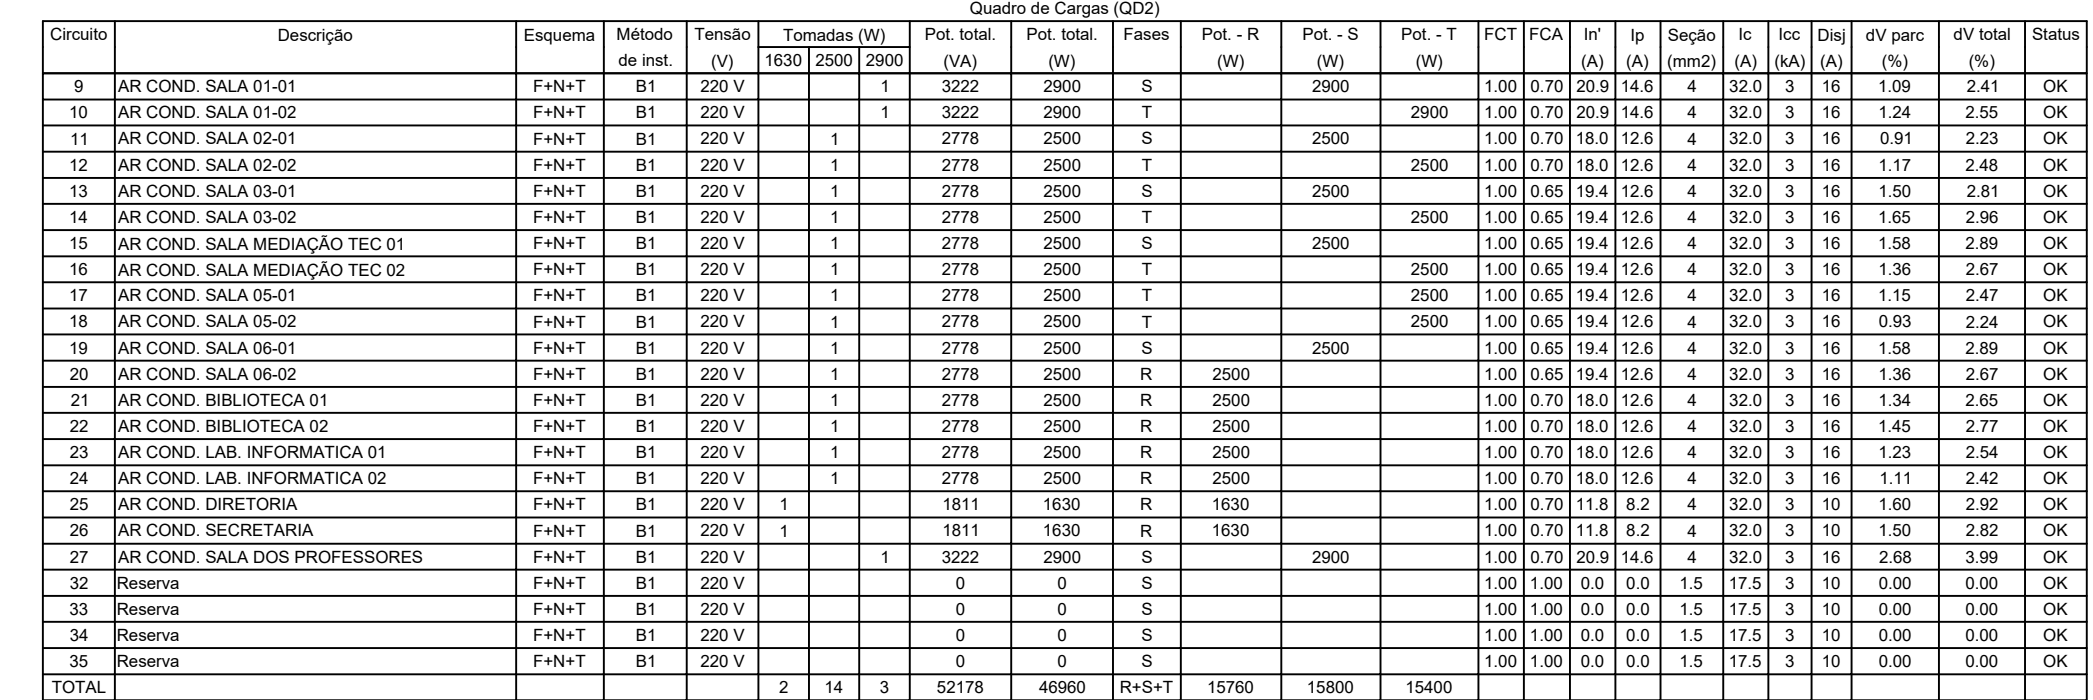 Quadro de Cargas (QD2)
Circuito Descrição Esquema Método Tensão Tomadas (W) Pot. total. Pot. total. Fases Pot. - R Pot. - S Pot. - T FCT FCA In' Ip Seção Ic Icc Disj dV parc dV total Status
de inst. (V) 1630 2500 2900 (VA) (W) (W) (W) (W) (A) (A) (mm2) (A) (kA) (A) (%) (%)
9 AR COND. SALA 01-01 F+N+T B1 220 V 1 3222 2900 S 2900 1.00 0.70 20.9 14.6 4 32.0 3 16 1.09 2.41 OK
10 AR COND. SALA 01-02 F+N+T B1 220 V 1 3222 2900 T 2900 1.00 0.70 20.9 14.6 4 32.0 3 16 1.24 2.55 OK
11 AR COND. SALA 02-01 F+N+T B1 220 V 1 2778 2500 S 2500 1.00 0.70 18.0 12.6 4 32.0 3 16 0.91 2.23 OK
12 AR COND. SALA 02-02 F+N+T B1 220 V 1 2778 2500 T 2500 1.00 0.70 18.0 12.6 4 32.0 3 16 1.17 2.48 OK
13 AR COND. SALA 03-01 F+N+T B1 220 V 1 2778 2500 S 2500 1.00 0.65 19.4 12.6 4 32.0 3 16 1.50 2.81 OK
14 AR COND. SALA 03-02 F+N+T B1 220 V 1 2778 2500 T 2500 1.00 0.65 19.4 12.6 4 32.0 3 16 1.65 2.96 OK
15 AR COND. SALA MEDIAÇÃO TEC 01 F+N+T B1 220 V 1 2778 2500 S 2500 1.00 0.65 19.4 12.6 4 32.0 3 16 1.58 2.89 OK
16 AR COND. SALA MEDIAÇÃO TEC 02 F+N+T B1 220 V 1 2778 2500 T 2500 1.00 0.65 19.4 12.6 4 32.0 3 16 1.36 2.67 OK
17 AR COND. SALA 05-01 F+N+T B1 220 V 1 2778 2500 T 2500 1.00 0.65 19.4 12.6 4 32.0 3 16 1.15 2.47 OK
18 AR COND. SALA 05-02 F+N+T B1 220 V 1 2778 2500 T 2500 1.00 0.65 19.4 12.6 4 32.0 3 16 0.93 2.24 OK
19 AR COND. SALA 06-01 F+N+T B1 220 V 1 2778 2500 S 2500 1.00 0.65 19.4 12.6 4 32.0 3 16 1.58 2.89 OK
20 AR COND. SALA 06-02 F+N+T B1 220 V 1 2778 2500 R 2500 1.00 0.65 19.4 12.6 4 32.0 3 16 1.36 2.67 OK
21 AR COND. BIBLIOTECA 01 F+N+T B1 220 V 1 2778 2500 R 2500 1.00 0.70 18.0 12.6 4 32.0 3 16 1.34 2.65 OK
22 AR COND. BIBLIOTECA 02 F+N+T B1 220 V 1 2778 2500 R 2500 1.00 0.70 18.0 12.6 4 32.0 3 16 1.45 2.77 OK
23 AR COND. LAB. INFORMATICA 01 F+N+T B1 220 V 1 2778 2500 R 2500 1.00 0.70 18.0 12.6 4 32.0 3 16 1.23 2.54 OK
24 AR COND. LAB. INFORMATICA 02 F+N+T B1 220 V 1 2778 2500 R 2500 1.00 0.70 18.0 12.6 4 32.0 3 16 1.11 2.42 OK
25 AR COND. DIRETORIA F+N+T B1 220 V 1 1811 1630 R 1630 1.00 0.70 11.8 8.2 4 32.0 3 10 1.60 2.92 OK
26 AR COND. SECRETARIA F+N+T B1 220 V 1 1811 1630 R 1630 1.00 0.70 11.8 8.2 4 32.0 3 10 1.50 2.82 OK
27 AR COND. SALA DOS PROFESSORES F+N+T B1 220 V 1 3222 2900 S 2900 1.00 0.70 20.9 14.6 4 32.0 3 16 2.68 3.99 OK
32 Reserva F+N+T B1 220 V 0 0 S 1.00 1.00 0.0 0.0 1.5 17.5 3 10 0.00 0.00 OK
33 Reserva F+N+T B1 220 V 0 0 S 1.00 1.00 0.0 0.0 1.5 17.5 3 10 0.00 0.00 OK
34 Reserva F+N+T B1 220 V 0 0 S 1.00 1.00 0.0 0.0 1.5 17.5 3 10 0.00 0.00 OK
35 Reserva F+N+T B1 220 V 0 0 S 1.00 1.00 0.0 0.0 1.5 17.5 3 10 0.00 0.00 OK
TOTAL 2 14 3 52178 46960 R+S+T 15760 15800 15400